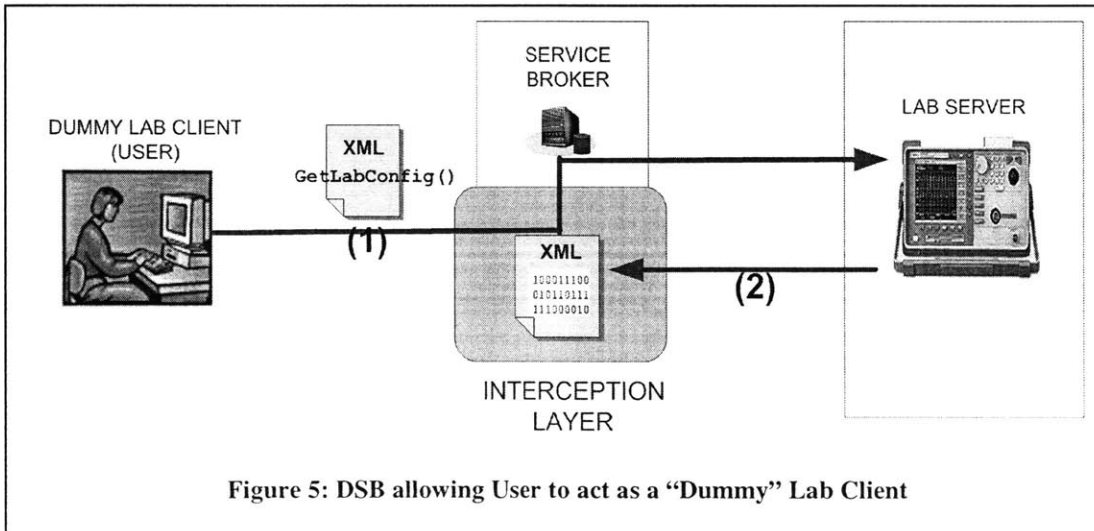 SERVICE
BROKER
LAB SERVER
DUMMY LAB CLIENT
(USER)
XML
GetLabConfig()
(1)
XML
100011100
010110111
111000010
(2)
INTERCEPTION
LAYER
Figure 5: DSB allowing User to act as a “Dummy” Lab Client